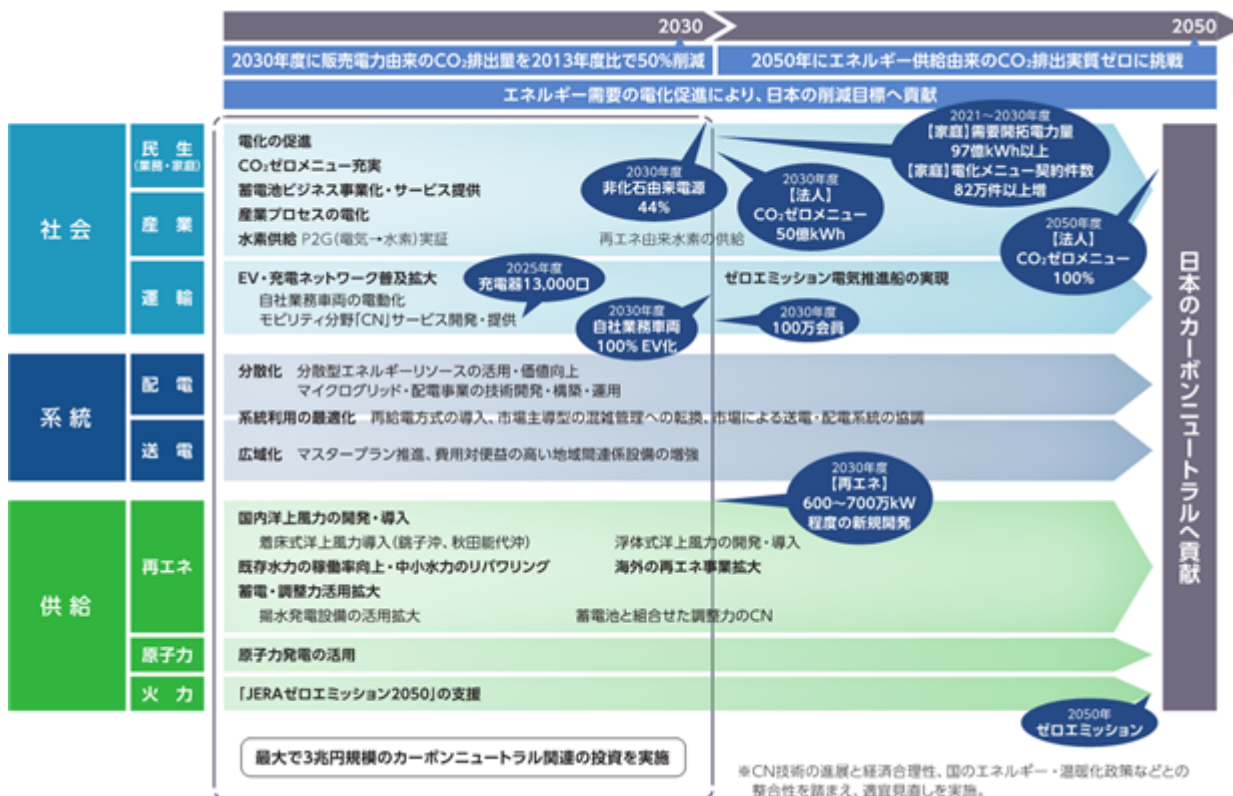 2030
2050
2030年度に販売電力由来のCO₂排出量を2013年度比で50%削減
2050年にエネルギー供給由来のCO₂排出実質ゼロに挑戦
エネルギー需要の電化促進により、日本の削減目標へ貢献
社会
民生
(業務・家庭)
産業
運輸
電化の促進
CO₂ゼロメニュー充実
蓄電池ビジネス事業化・サービス提供
産業プロセスの電化
水素供給 P2G(電気→水素)実証
再エネ由来水素の供給
2030年度
非化石由来電源
44%
2030年度
【法人】
CO₂ゼロメニュー
50億kWh
2021~2030年度
【家庭】需要開拓電力量
97億kWh以上
【家庭】電化メニュー契約件数
82万件以上増
2050年度
【法人】
CO₂ゼロメニュー
100%
EV・充電ネットワーク普及拡大
自社業務車両の電動化
モビリティ分野「CN」サービス開発・提供
2025年度
充電器13,000口
2030年度
自社業務車両
100% EV化
ゼロエミッション電気推進船の実現
2030年度
100万会員
系統
配電
送電
分散化 分散型エネルギーリソースの活用・価値向上
マイクログリッド・配電事業の技術開発・構築・運用
系統利用の最適化 再給電方式の導入、市場主導型の混雑管理への転換、市場による送電・配電系統の協調
広域化 マスタープラン推進、費用対便益の高い地域間連係設備の増強
供給
再エネ
原子力
火力
2030年度
【再エネ】
600~700万kW
程度の新規開発
国内洋上風力の開発・導入
着床式洋上風力導入(銚子沖、秋田能代沖)
浮体式洋上風力の開発・導入
既存水力の稼働率向上・中小水力のリパワリング
海外の再エネ事業拡大
蓄電・調整力活用拡大
揚水発電設備の活用拡大
蓄電池と組合せた調整力のCN
原子力発電の活用
「JERAゼロエミッション2050」の支援
2050年
ゼロエミッション
日本のカーボンニュートラルへ貢献
最大で3兆円規模のカーボンニュートラル関連の投資を実施
※CN技術の進展と経済合理性、国のエネルギー・温暖化政策などとの
整合性を踏まえ、適宜見直しを実施。